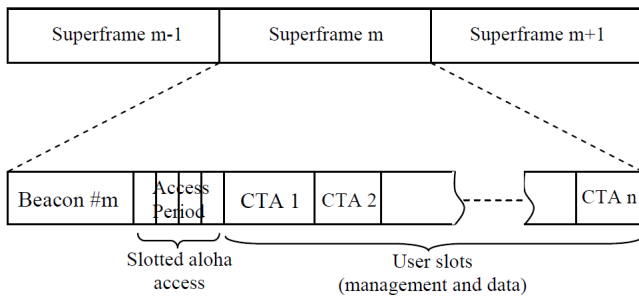 Superframe m-1 Superframe m Superframe m+1
Beacon #m Access Period CTA 1 CTA 2 CTA n
Slotted aloha access
User slots
(management and data)